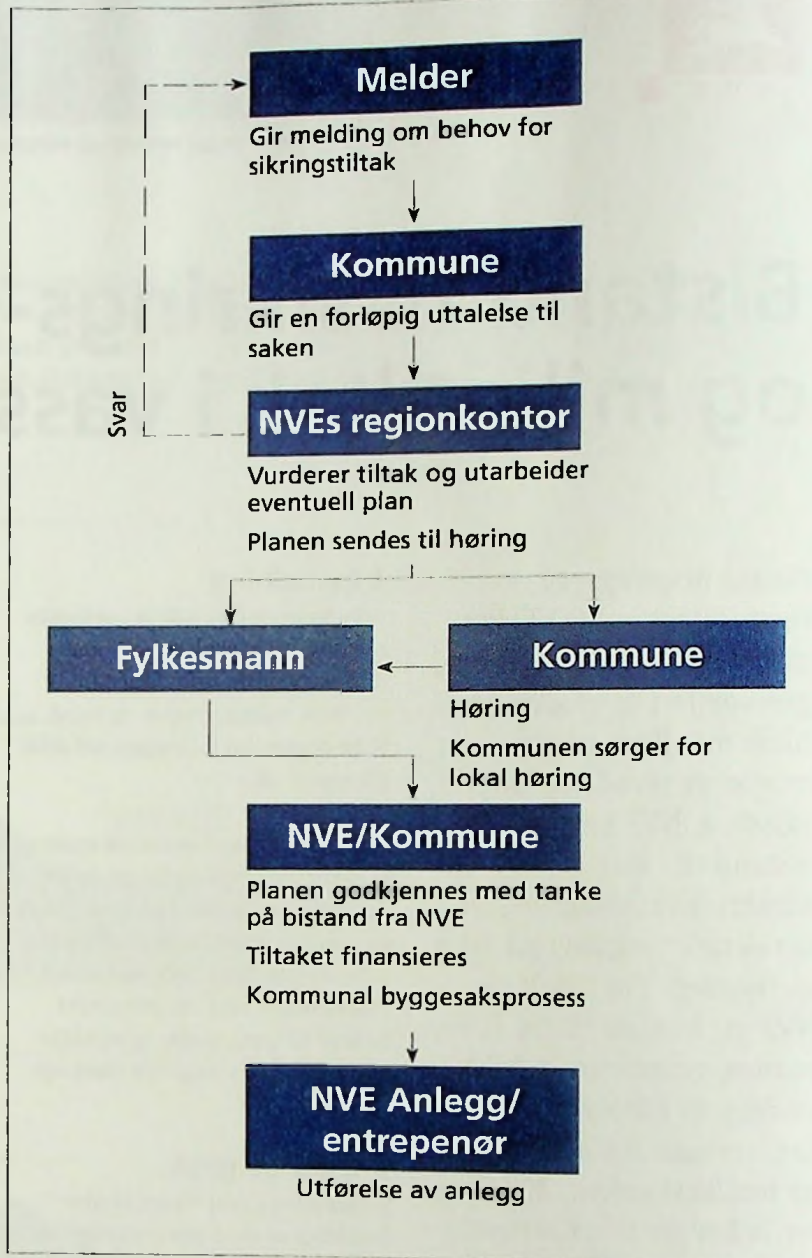 Melder
Gir melding om behov for
sikringstiltak
Kommune
Gir en forløpig uttalelse til
saken
Svar
NVEs regionkontor
Vurderer tiltak og utarbeider
eventuell plan
Planen sendes til høring
Fylkesmann
Kommune
Høring
Kommunen sørger for
lokal høring
NVE/Kommune
Planen godkjennes med tanke
på bistand fra NVE
Tiltaket finansieres
Kommunal byggesaksprosess
NVE Anlegg/
entrepenør
Utførelse av anlegg